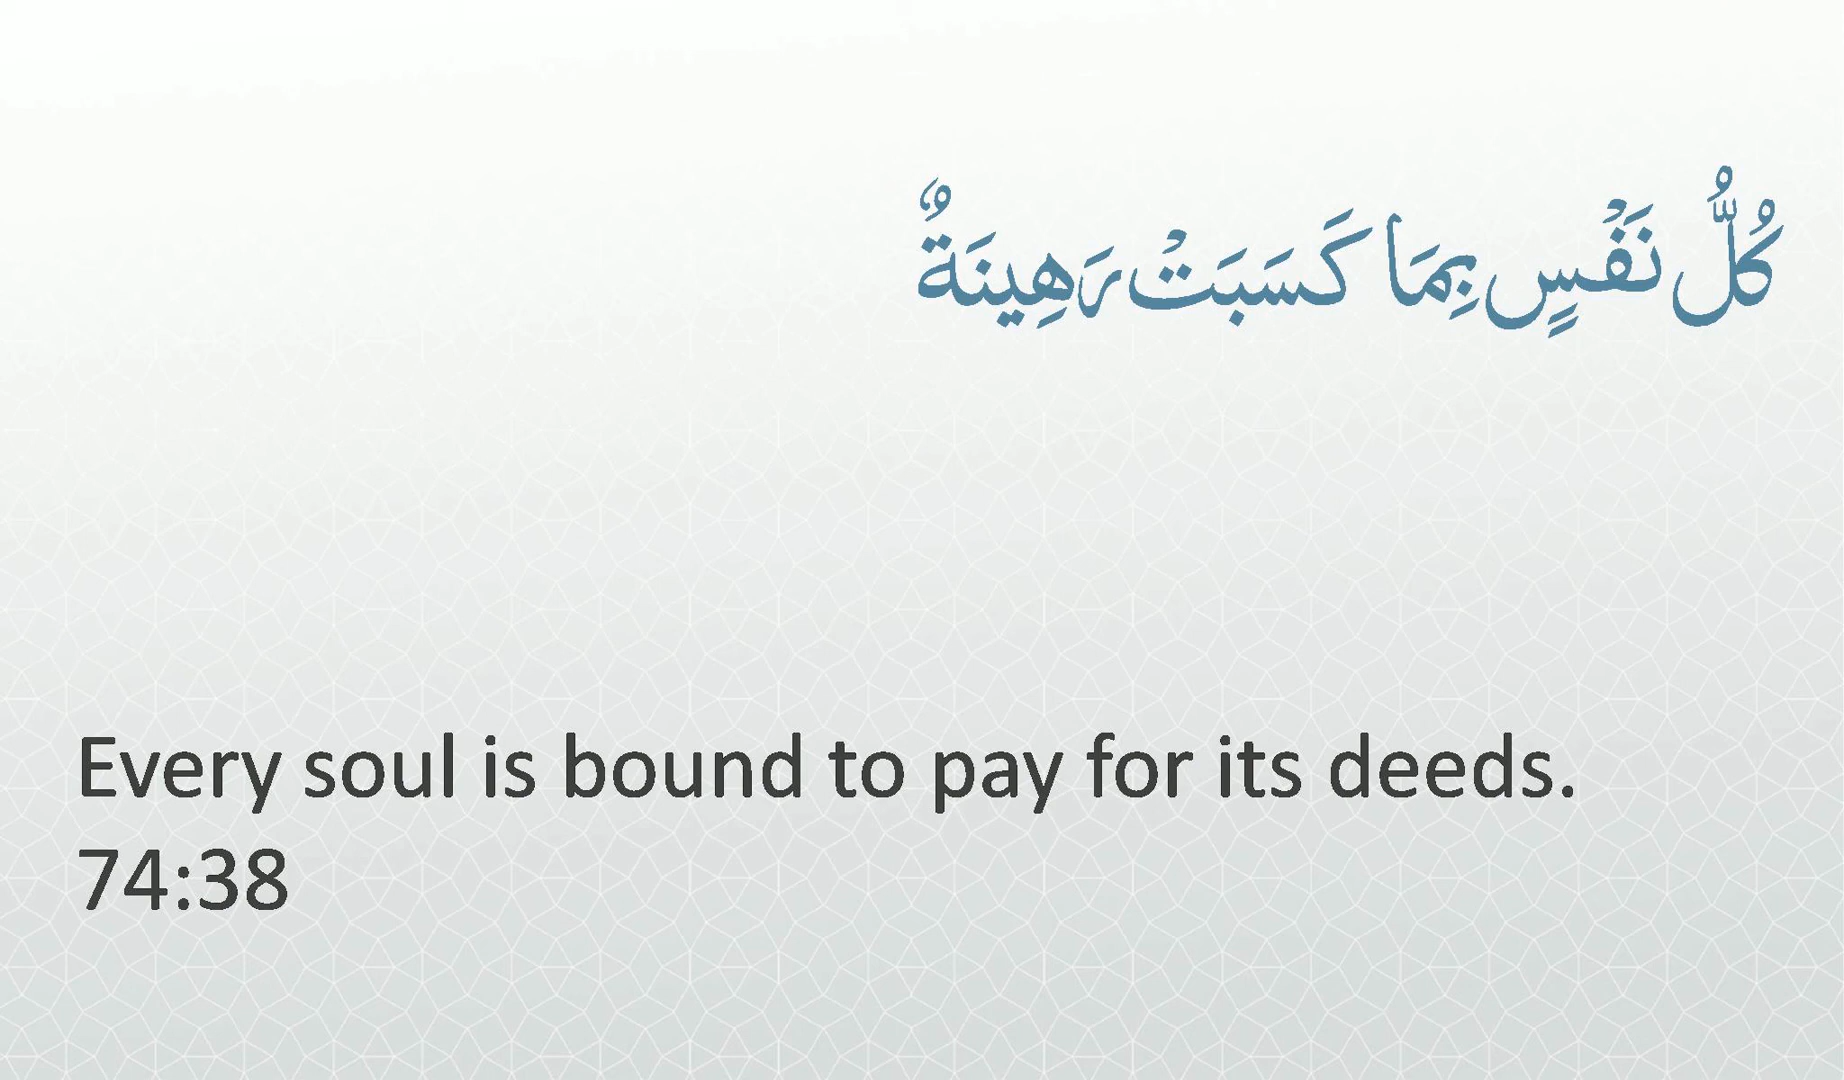 كُلُّ نَفْسٍ بِمَا كَسَبَتْ رَهِينَةٌ
Every soul is bound to pay for its deeds.
74:38